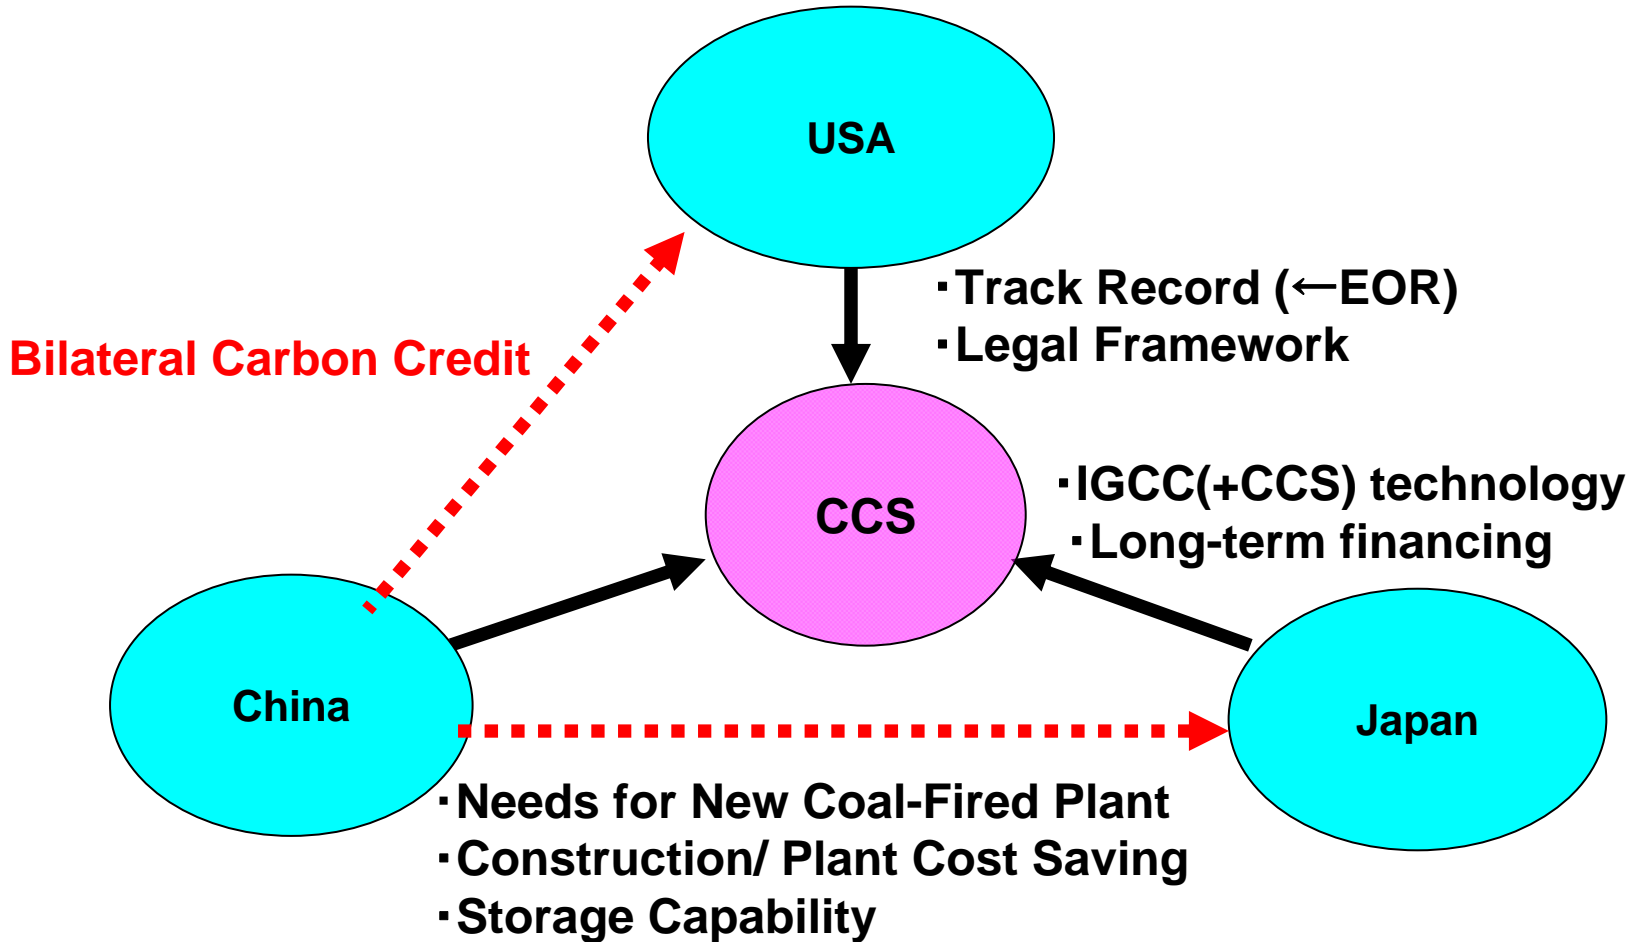 USA
・Track Record (←EOR)
・Legal Framework
Bilateral Carbon Credit
・IGCC(+CCS) technology
・Long-term financing
CCS
China
Japan
・Needs for New Coal-Fired Plant
・Construction/ Plant Cost Saving
・Storage Capability